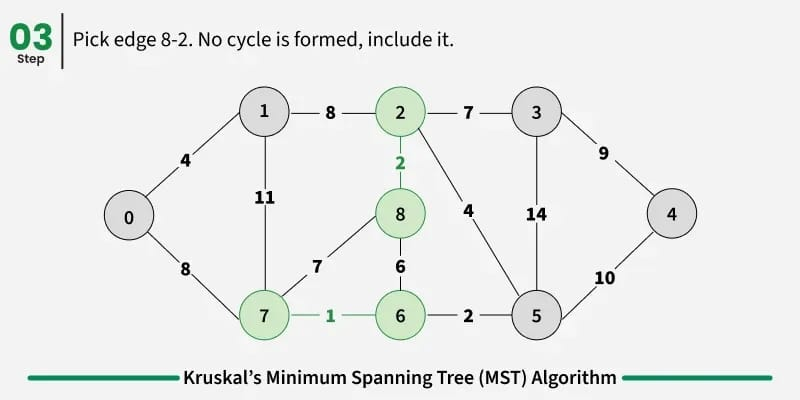 03
Step
Pick edge 8-2. No cycle is formed, include it.
1 8 2 7 3
4 2 9
11
0 8 4 14 4
8 7 6 10
7 1 6 2 5
Kruskal's Minimum Spanning Tree (MST) Algorithm